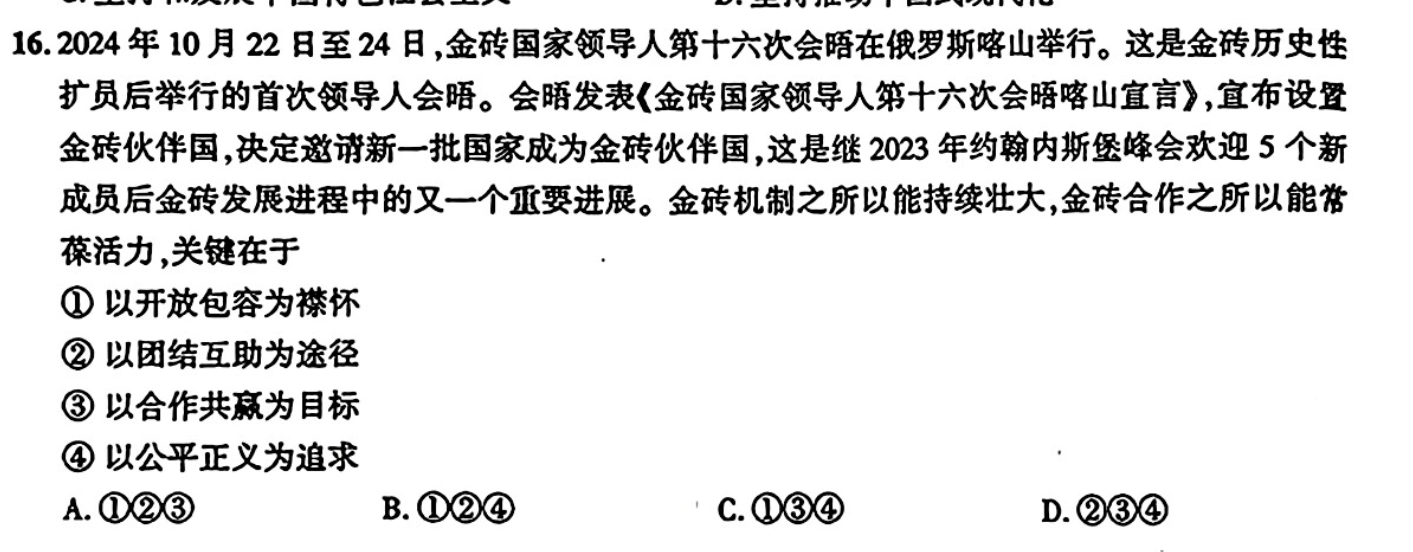 16. 2024 年 10 月 22 日至 24 日,金砖国家领导人第十六次会晤在俄罗斯喀山举行。这是金砖历史性
扩员后举行的首次领导人会晤。会晤发表《金砖国家领导人第十六次会晤喀山宣言》,宣布设置
金砖伙伴国,决定邀请新一批国家成为金砖伙伴国,这是继 2023 年约翰内斯堡峰会欢迎 5 个新
成员后金砖发展进程中的又一个重要进展。金砖机制之所以能持续壮大,金砖合作之所以能常
葆活力,关键在于
① 以开放包容为襟怀
② 以团结互助为途径
③ 以合作共赢为目标
④ 以公平正义为追求
A. ①②③ B. ①②④ C. ①③④ D. ②③④